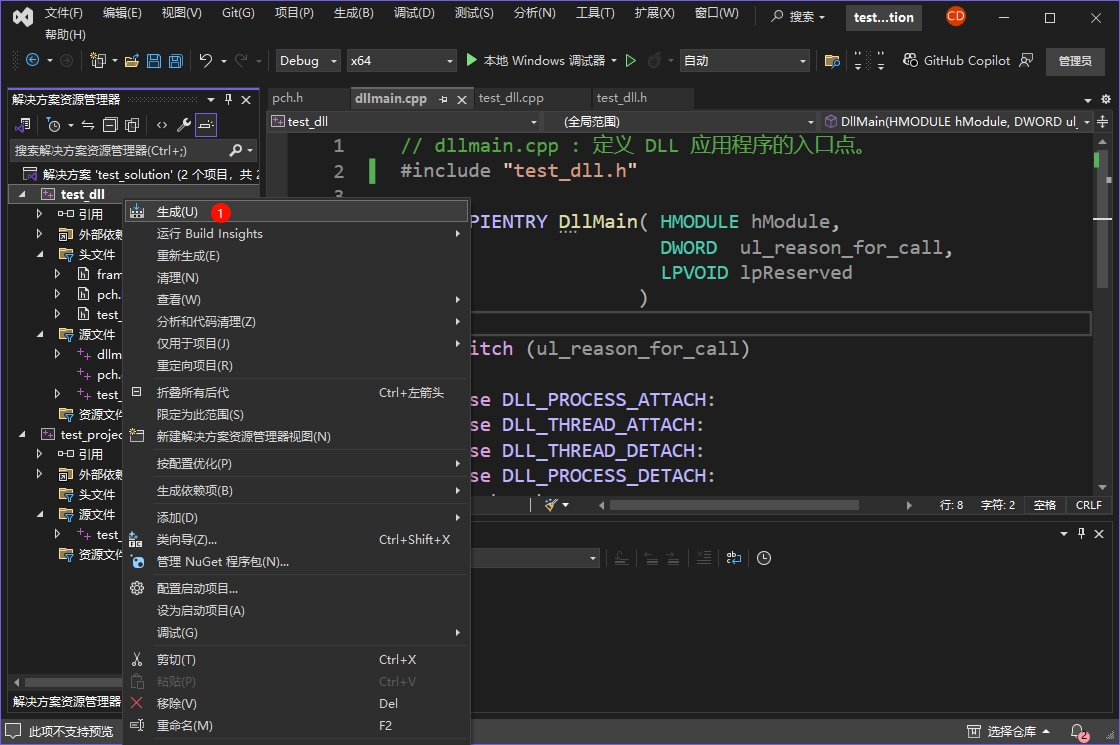 文件(F) 编辑(E) 视图(V) Git(G) 项目(P) 生成(B) 调试(D) 测试(S) 分析(N) 工具(T) 扩展(X) 窗口(W) 搜索 test...tion CD
帮助(H)
Debug x64 本地 Windows 调试器 自动 GitHub Copilot 管理员
解决方案资源管理器
搜索解决方案资源管理器(Ctrl+;)
解决方案 'test_solution' (2 个项目，共 2
test_dll
引用
外部依赖
头文件
fram
pch.
test_
源文件
dllm
pch.
test_
资源文件
test_projec
引用
外部依赖
头文件
源文件
test_
资源文件
解决方案资源管理器
pch.h dllmain.cpp test_dll.cpp test_dll.h
test_dll (全局范围) DllMain(HMODULE hModule, DWORD ul_
1 // dllmain.cpp : 定义 DLL 应用程序的入口点。
2 #include "test_dll.h"
3
PIENTRY DllMain( HMODULE hModule,
DWORD ul_reason_for_call,
LPVOID lpReserved
)
itch (ul_reason_for_call)
se DLL_PROCESS_ATTACH:
se DLL_THREAD_ATTACH:
se DLL_THREAD_DETACH:
se DLL_PROCESS_DETACH:
行: 8 字符: 2 空格 CRLF
生成(U) 1
运行 Build Insights
重新生成(E)
清理(N)
查看(W)
分析和代码清理(Z)
仅用于项目(J)
重定向项目(R)
折叠所有后代 Ctrl+左箭头
限定为此范围(S)
新建解决方案资源管理器视图(N)
按配置优化(P)
生成依赖项(B)
添加(D)
类向导(Z)... Ctrl+Shift+X
管理 NuGet 程序包(N)...
配置启动项目...
设为启动项目(A)
调试(G)
剪切(T) Ctrl+X
粘贴(P) Ctrl+V
移除(V) Del
重命名(M) F2
此项不支持预览 选择仓库 2